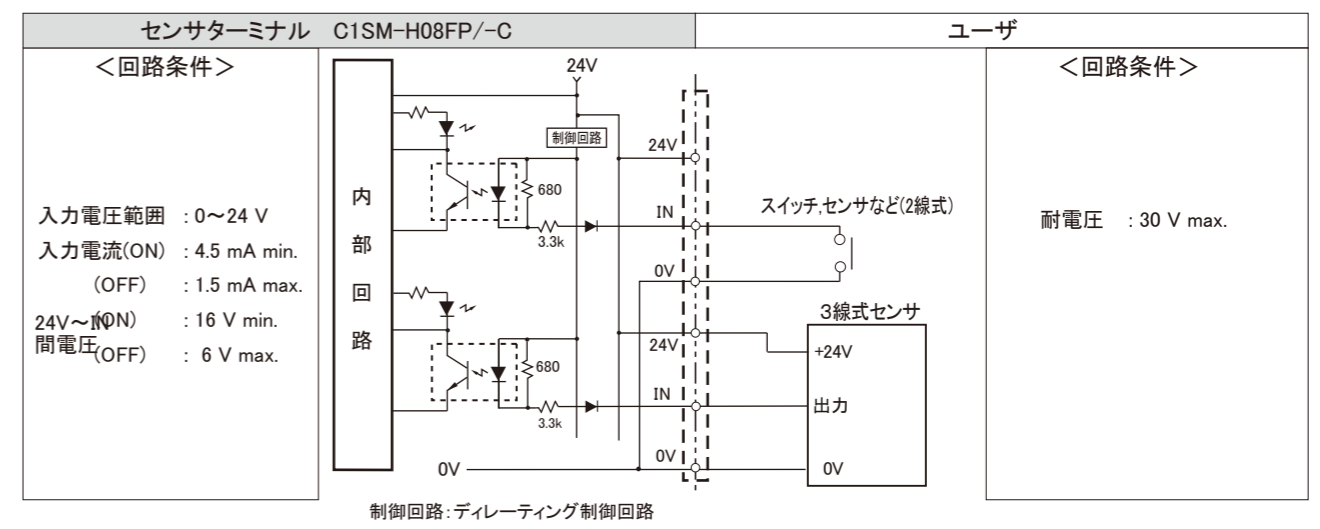 センサターミナル C1SM-H08FP/-C
ユーザ
<回路条件>
入力電圧範囲 : 0~24 V
入力電流(ON) : 4.5 mA min.
(OFF) : 1.5 mA max.
24V~IN間電圧
(ON) : 16 V min.
(OFF) : 6 V max.
内部回路
24V
制御回路
680
3.3k
24V
IN
0V
680
3.3k
24V
IN
0V
0V
スイッチ,センサなど(2線式)
3線式センサ
+24V
出力
0V
<回路条件>
耐電圧 : 30 V max.
制御回路:ディレーティング制御回路